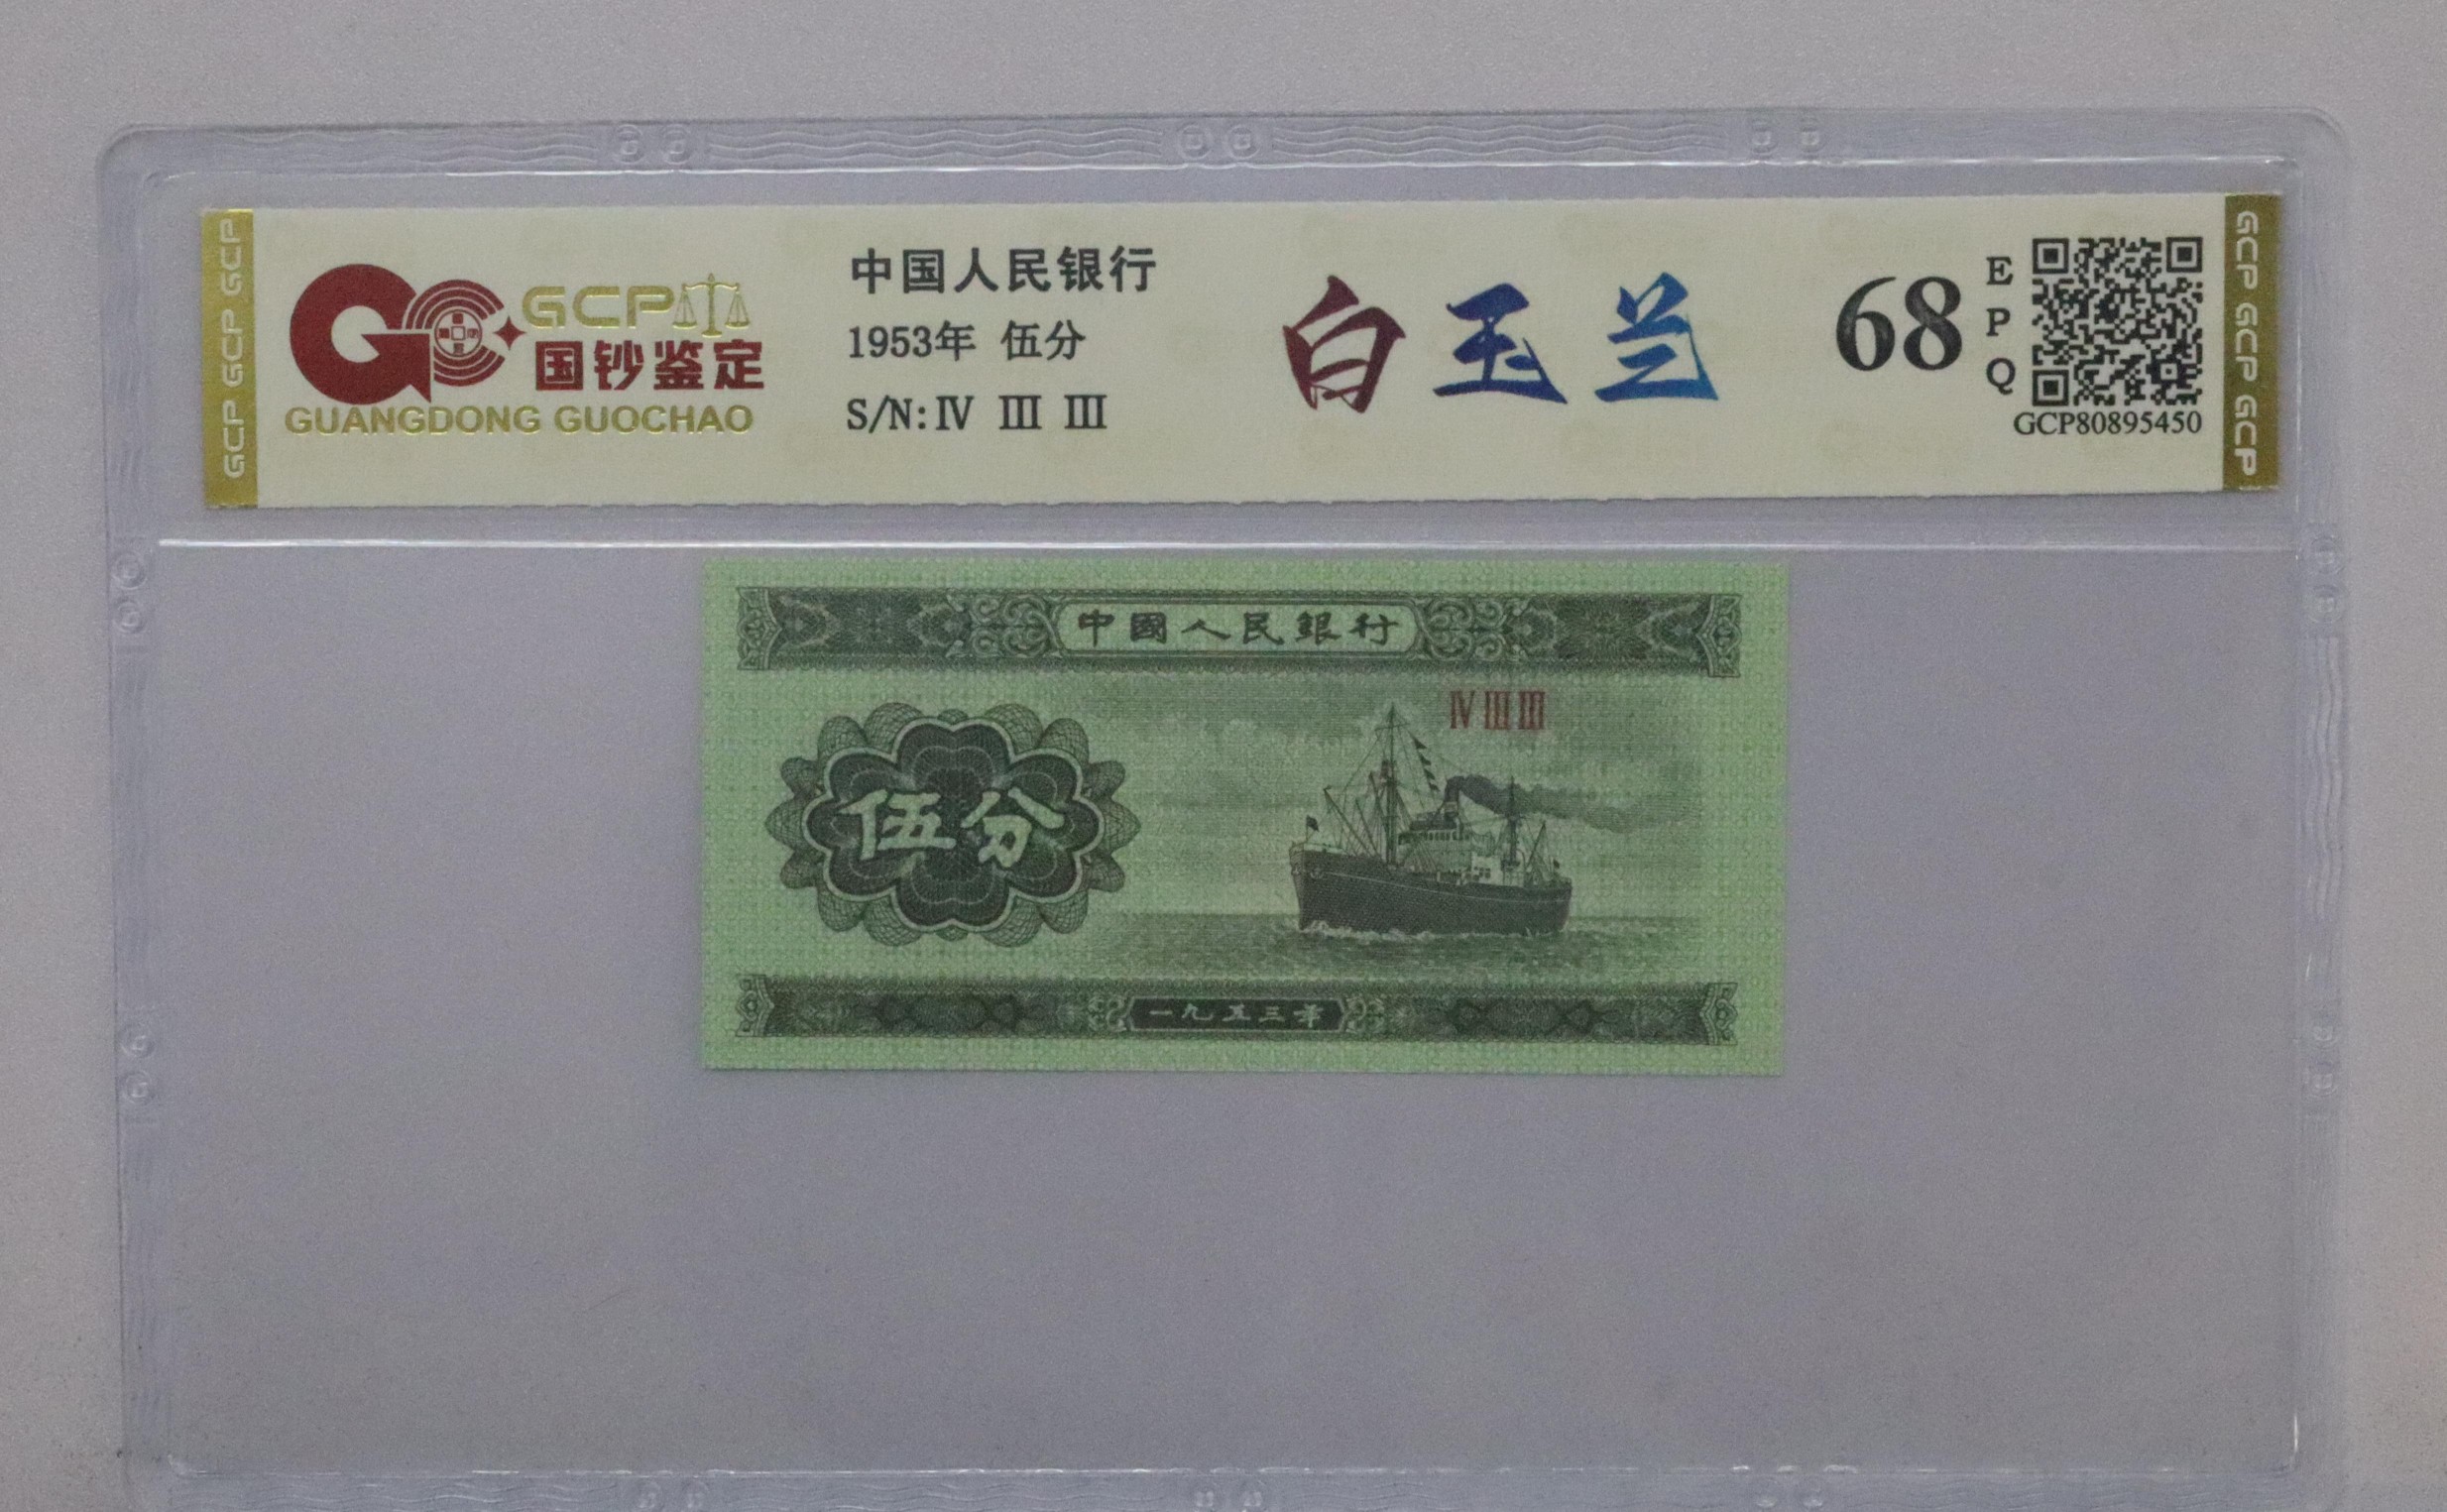 GCP GCP GCP
GCP
国钞鉴定
GUANGDONG GUOCHAO
中国人民银行
1953年 伍分
S/N: Ⅳ Ⅲ Ⅲ
白玉兰
68
E
P
Q
GCP80895450
GCP GCP GCP
中國人民銀行
Ⅳ Ⅲ Ⅲ
伍分
一九五三年